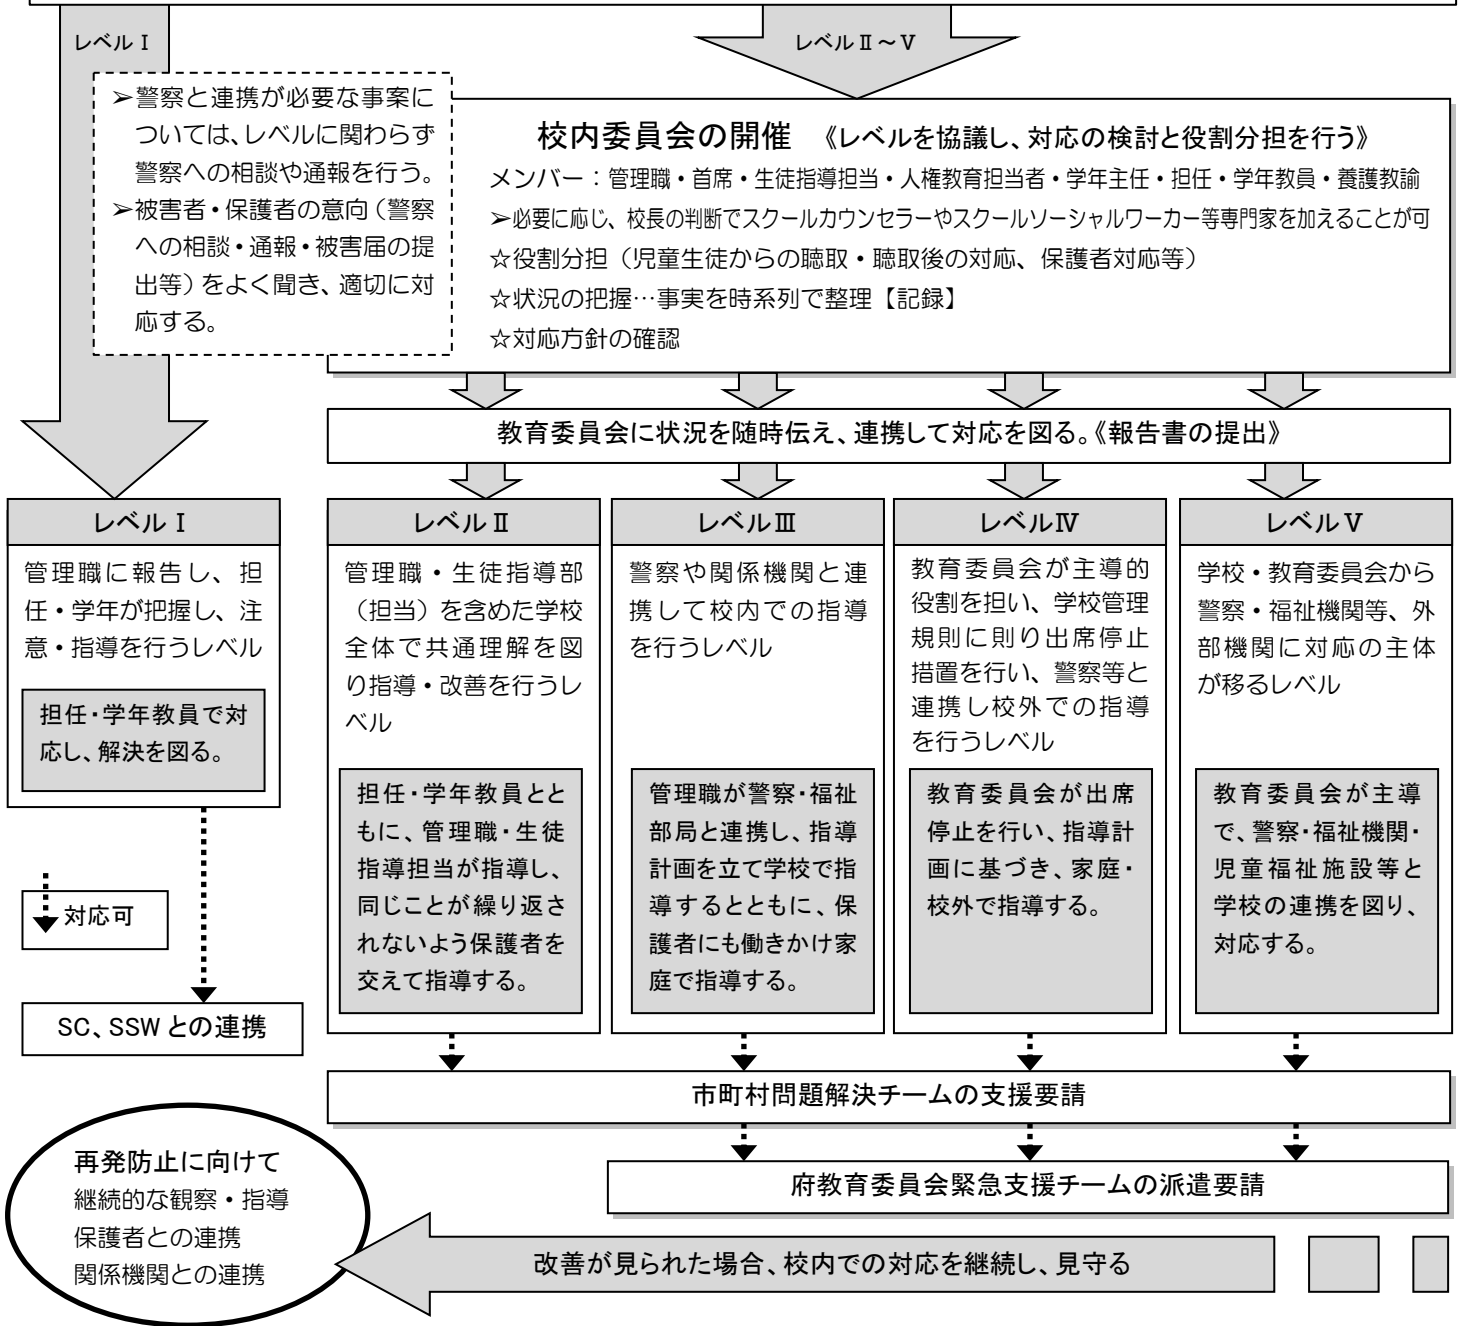 レベルⅠ
レベルⅡ~Ⅴ
➢警察と連携が必要な事案に
ついては、レベルに関わらず
警察への相談や通報を行う。
➢被害者・保護者の意向（警察
への相談・通報・被害届の提
出等）をよく聞き、適切に対
応する。
校内委員会の開催 《レベルを協議し、対応の検討と役割分担を行う》
メンバー：管理職・首席・生徒指導担当・人権教育担当者・学年主任・担任・学年教員・養護教諭
➢必要に応じ、校長の判断でスクールカウンセラーやスクールソーシャルワーカー等専門家を加えることが可
☆役割分担（児童生徒からの聴取・聴取後の対応、保護者対応等）
☆状況の把握…事実を時系列で整理【記録】
☆対応方針の確認
教育委員会に状況を随時伝え、連携して対応を図る。《報告書の提出》
レベルⅠ
管理職に報告し、担
任・学年が把握し、注
意・指導を行うレベル
担任・学年教員で対
応し、解決を図る。
対応可
SC、SSWとの連携
レベルⅡ
管理職・生徒指導部
（担当）を含めた学校
全体で共通理解を図
り指導・改善を行うレ
ベル
担任・学年教員とと
もに、管理職・生徒
指導担当が指導し、
同じことが繰り返さ
れないよう保護者を
交えて指導する。
レベルⅢ
警察や関係機関と連
携して校内での指導
を行うレベル
管理職が警察・福祉
部局と連携し、指導
計画を立て学校で指
導するとともに、保
護者にも働きかけ家
庭で指導する。
レベルⅣ
教育委員会が主導的
役割を担い、学校管理
規則に則り出席停止
措置を行い、警察等と
連携し校外での指導
を行うレベル
教育委員会が出席
停止を行い、指導計
画に基づき、家庭・
校外で指導する。
レベルⅤ
学校・教育委員会から
警察・福祉機関等、外
部機関に対応の主体
が移るレベル
教育委員会が主導
で、警察・福祉機関・
児童福祉施設等と
学校の連携を図り、
対応する。
市町村問題解決チームの支援要請
府教育委員会緊急支援チームの派遣要請
再発防止に向けて
継続的な観察・指導
保護者との連携
関係機関との連携
改善が見られた場合、校内での対応を継続し、見守る